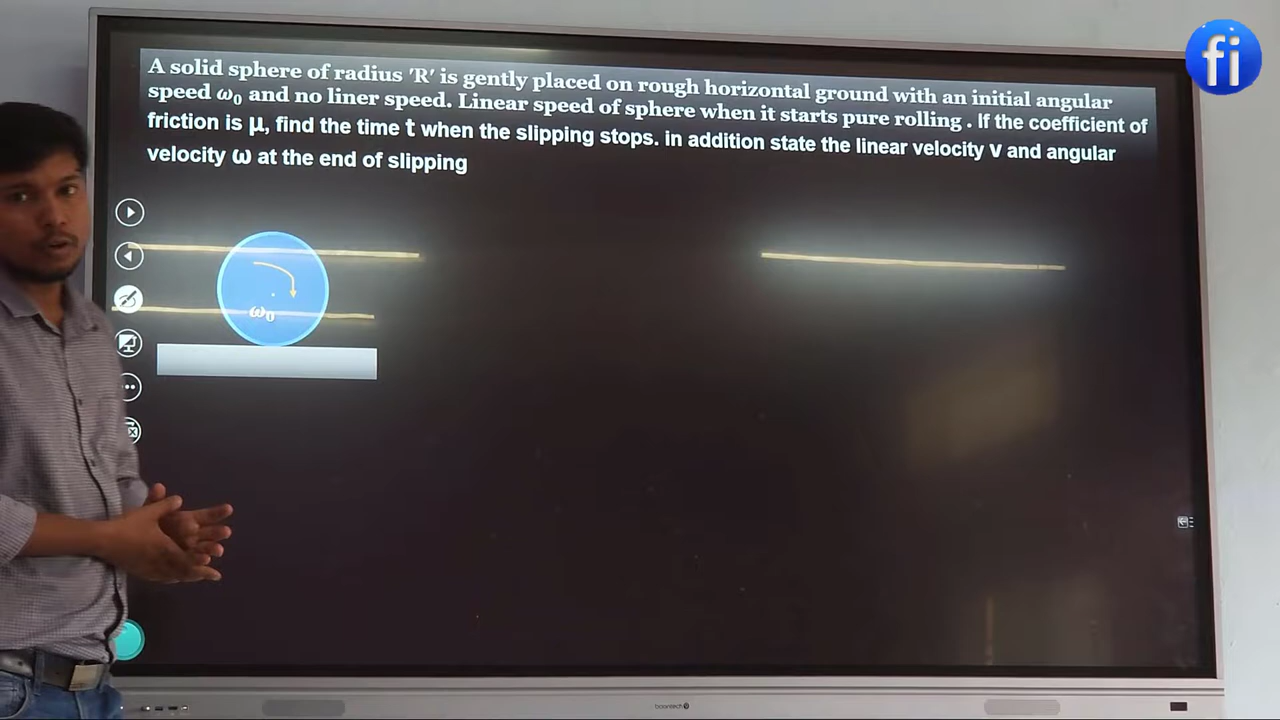 fi
A solid sphere of radius 'R' is gently placed on rough horizontal ground with an initial angular
speed ω₀ and no liner speed. Linear speed of sphere when it starts pure rolling . If the coefficient of
friction is μ, find the time t when the slipping stops. in addition state the linear velocity v and angular
velocity ω at the end of slipping
ω₀